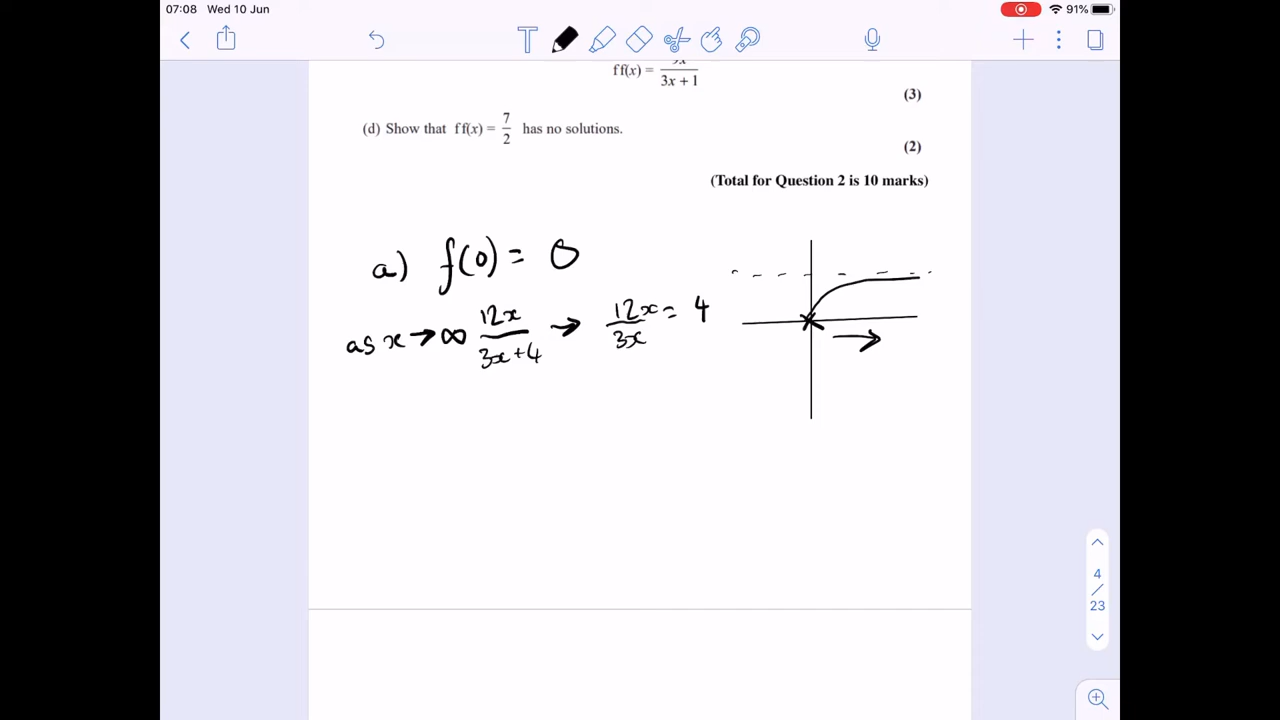 07:08 Wed 10 Jun 91%
T
ff(x) = 9x / 3x + 1
(3)
(d) Show that ff(x) = 7/2 has no solutions.
(2)
(Total for Question 2 is 10 marks)
a) f(0) = 0
as x → ∞ 12x / 3x+4 → 12x / 3x = 4
4 / 23